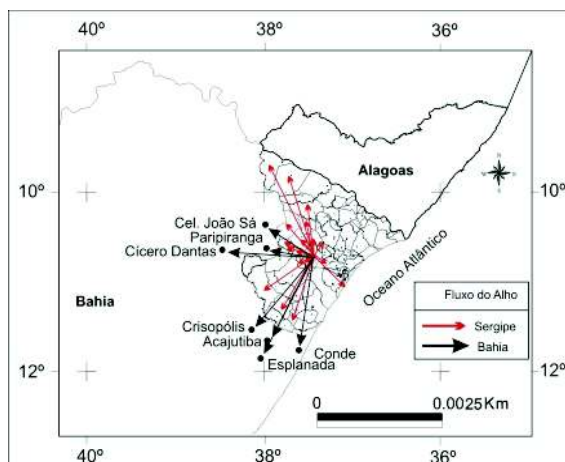 40º 38º 36º
Alagoas
10º 10º
Cel. João Sá
Paripiranga
Cícero Dantas
Oceano Atlântico
Bahia
Fluxo do Alho
Sergipe
Bahia
Crisopólis
Acajutiba
Conde
Esplanada
12º 12º
0 0.0025Km
40º 38º 36º